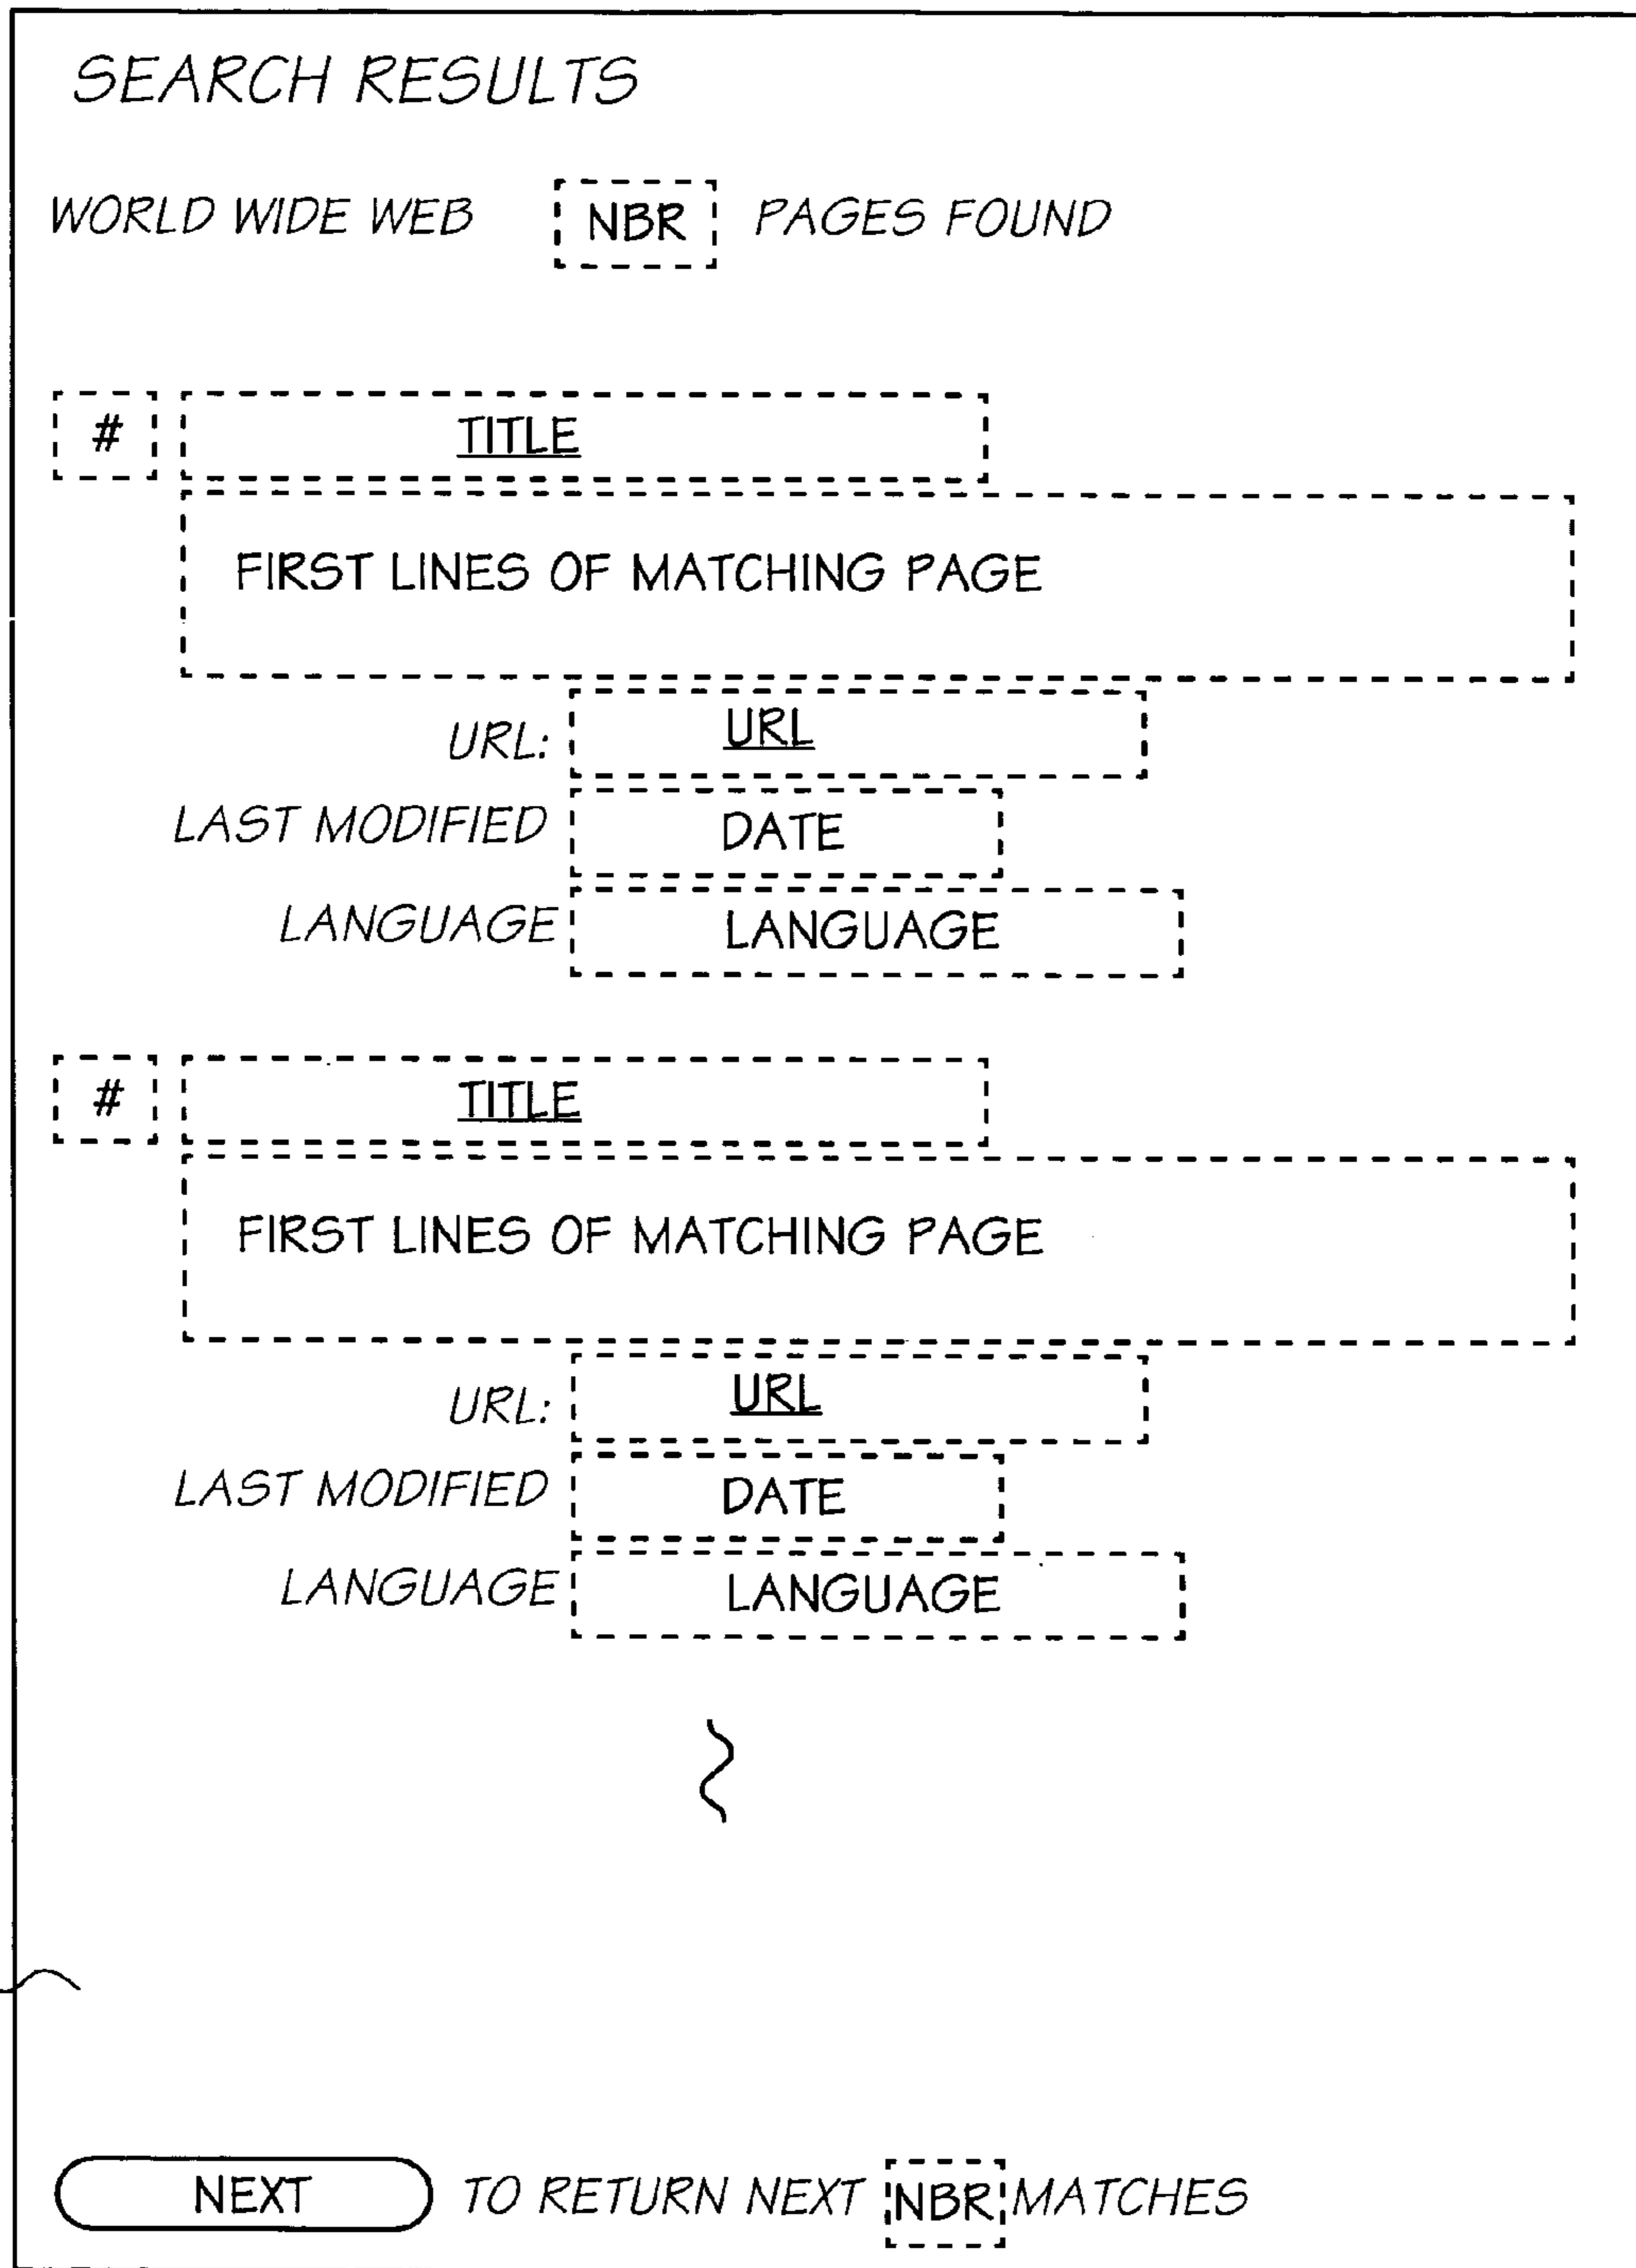 SEARCH RESULTS
WORLD WIDE WEB NBR PAGES FOUND
# TITLE
FIRST LINES OF MATCHING PAGE
URL: URL
LAST MODIFIED DATE
LANGUAGE LANGUAGE
# TITLE
FIRST LINES OF MATCHING PAGE
URL: URL
LAST MODIFIED DATE
LANGUAGE LANGUAGE
NEXT TO RETURN NEXT NBR MATCHES